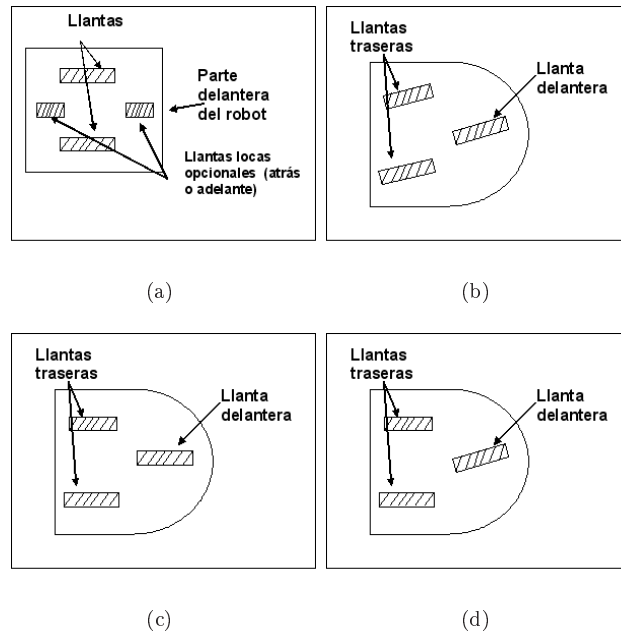 Llantas
Parte
delantera
del robot
Llantas locas
opcionales (atrás
o adelante)
(a)
Llantas
traseras
Llanta
delantera
(b)
Llantas
traseras
Llanta
delantera
(c)
Llantas
traseras
Llanta
delantera
(d)